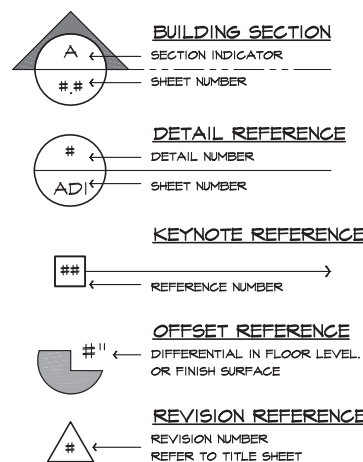 BUILDING SECTION
A
SECTION INDICATOR
#.#
SHEET NUMBER
DETAIL REFERENCE
#
DETAIL NUMBER
AD1
SHEET NUMBER
KEYNOTE REFERENCE
##
REFERENCE NUMBER
OFFSET REFERENCE
#"
DIFFERENTIAL IN FLOOR LEVEL.
OR FINISH SURFACE
REVISION REFERENCE
REVISION NUMBER
#
REFER TO TITLE SHEET